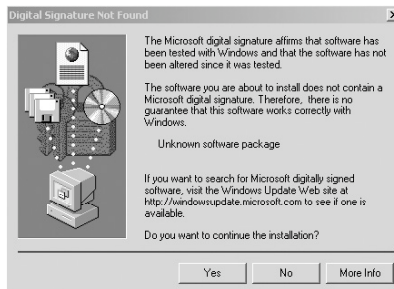 Digital Signature Not Found
The Microsoft digital signature affirms that software has
been tested with Windows and that the software has not
been altered since it was tested.
The software you are about to install does not contain a
Microsoft digital signature. Therefore, there is no
guarantee that this software works correctly with
Windows.
Unknown software package
If you want to search for Microsoft digitally signed
software, visit the Windows Update Web site at
http://windowsupdate.microsoft.com to see if one is
available.
Do you want to continue the installation?
Yes No More Info